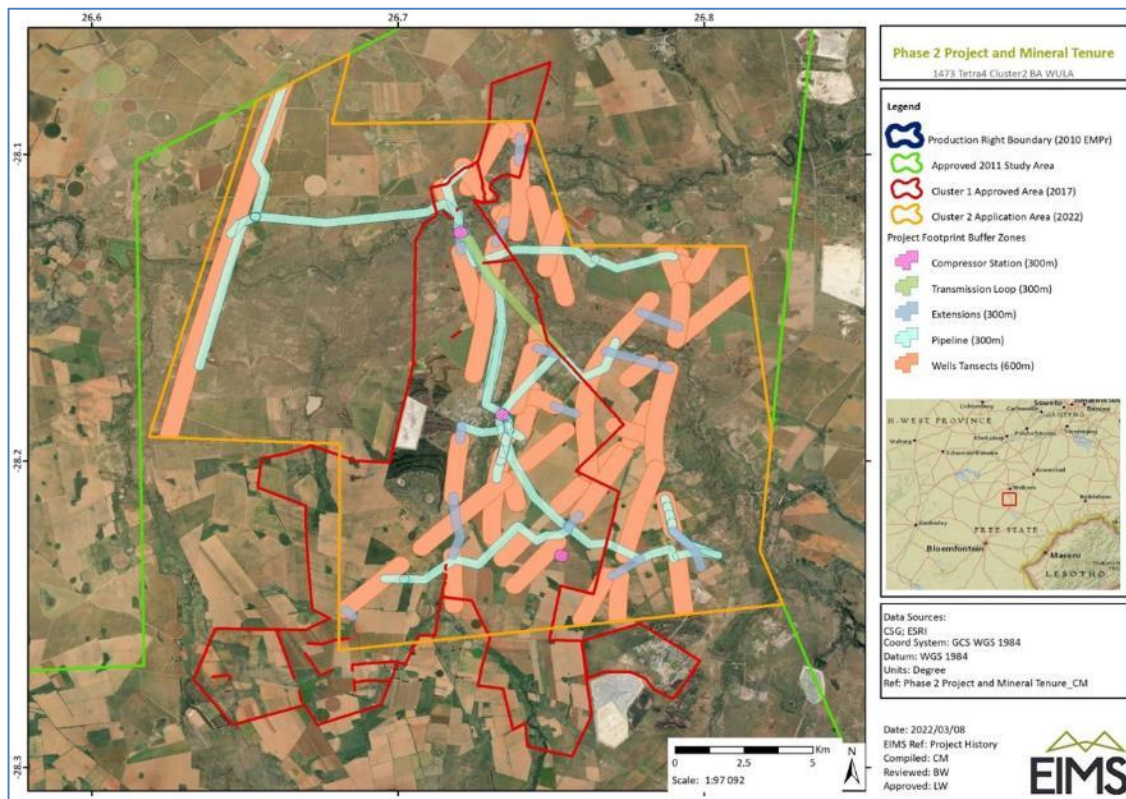 26.6
26.7
26.8
-28.1
-28.2
-28.3
0
2.5
5
Km
N
Scale: 1:97 092
Phase 2 Project and Mineral Tenure
1473 Tetra4 Cluster2 BA WULA
Legend
Production Right Boundary (2010 EMPr)
Approved 2011 Study Area
Cluster 1 Approved Area (2017)
Cluster 2 Application Area (2022)
Project Footprint Buffer Zones
Compressor Station (300m)
Transmission Loop (300m)
Extensions (300m)
Pipeline (300m)
Wells Tansects (600m)
H-WEST PROVINCE
GAUTENG
Soweto
Welkom
Kimberley
FREE STATE
Bloemfontein
Maseru
LESOTHO
Data Sources:
CSG; ESRI
Coord System: GCS WGS 1984
Datum: WGS 1984
Units: Degree
Ref: Phase 2 Project and Mineral Tenure_CM
Date: 2022/03/08
EIMS Ref: Project History
Compiled: CM
Reviewed: BW
Approved: LW
EIMS